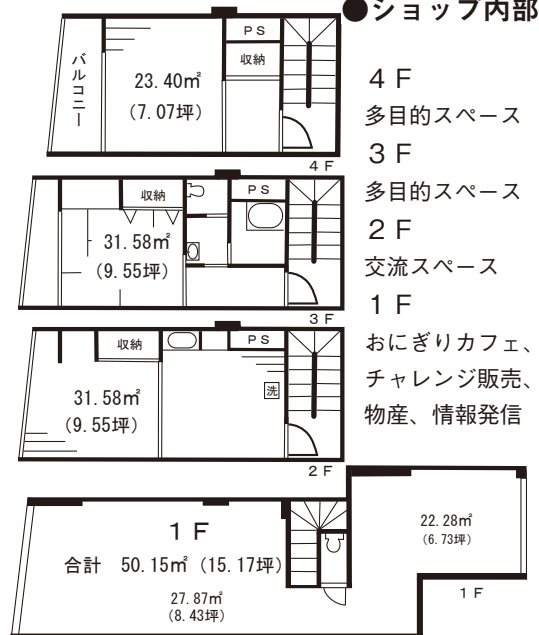 ●ショップ内部
４Ｆ
多目的スペース
３Ｆ
多目的スペース
２Ｆ
交流スペース
１Ｆ
おにぎりカフェ、
チャレンジ販売、
物産、情報発信
バルコニー
23.40㎡
（7.07坪）
ＰＳ
収納
４Ｆ
収納
ＰＳ
31.58㎡
（9.55坪）
３Ｆ
収納
ＰＳ
洗
31.58㎡
（9.55坪）
２Ｆ
１Ｆ
合計 50.15㎡（15.17坪）
27.87㎡
（8.43坪）
22.28㎡
（6.73坪）
１Ｆ